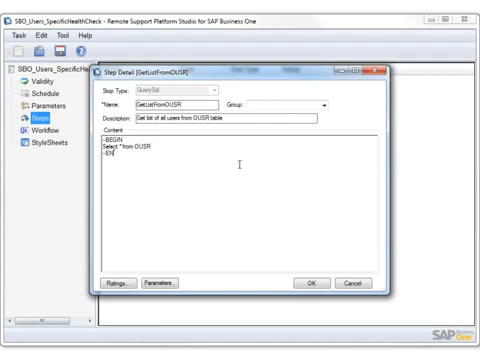 SBO_Users_SpecificHealthCheck - Remote Support Platform Studio for SAP Business One
Task Edit Tool Help
SBO_Users_SpecificHe
Validity
Schedule
Parameters
Steps
Workflow
StyleSheets
Step Detail [GetListFromOUSR]
Step Type: QuerySql
*Name: GetListFromOUSR Group:
Description: Get list of all users from OUSR table
Content
--BEGIN
Select * from OUSR
--EN
Ratings... Parameters... OK Cancel
SAP Business One